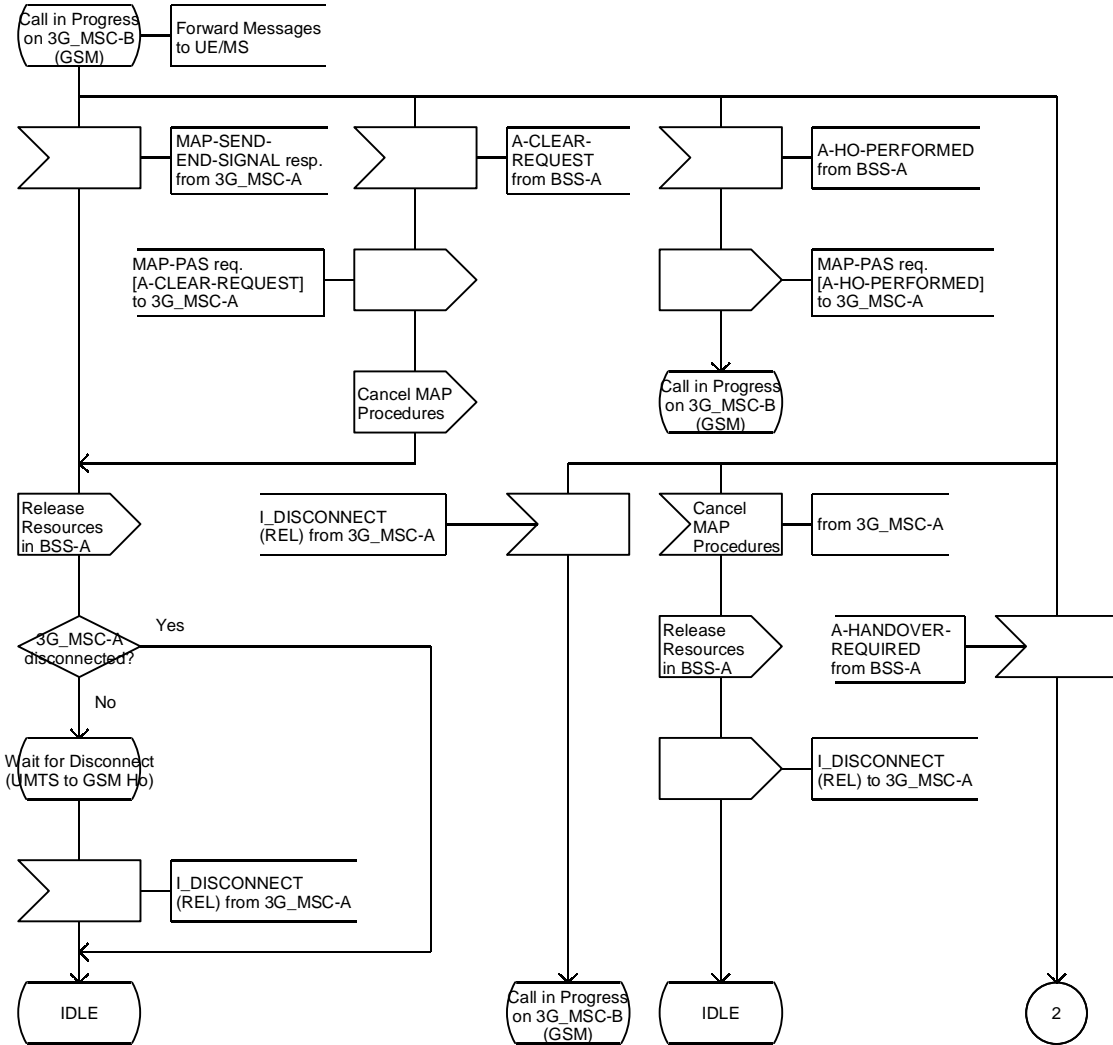 Call in Progress
on 3G_MSC-B
(GSM)
Forward Messages
to UE/MS
MAP-SEND-
END-SIGNAL resp.
from 3G_MSC-A
A-CLEAR-
REQUEST
from BSS-A
A-HO-PERFORMED
from BSS-A
MAP-PAS req.
[A-CLEAR-REQUEST]
to 3G_MSC-A
MAP-PAS req.
[A-HO-PERFORMED]
to 3G_MSC-A
Cancel MAP
Procedures
Call in Progress
on 3G_MSC-B
(GSM)
Release
Resources
in BSS-A
I_DISCONNECT
(REL) from 3G_MSC-A
Cancel
MAP
Procedures
from 3G_MSC-A
3G_MSC-A
disconnected?
Yes
No
Release
Resources
in BSS-A
A-HANDOVER-
REQUIRED
from BSS-A
Wait for Disconnect
(UMTS to GSM Ho)
I_DISCONNECT
(REL) to 3G_MSC-A
I_DISCONNECT
(REL) from 3G_MSC-A
IDLE
Call in Progress
on 3G_MSC-B
(GSM)
IDLE
2